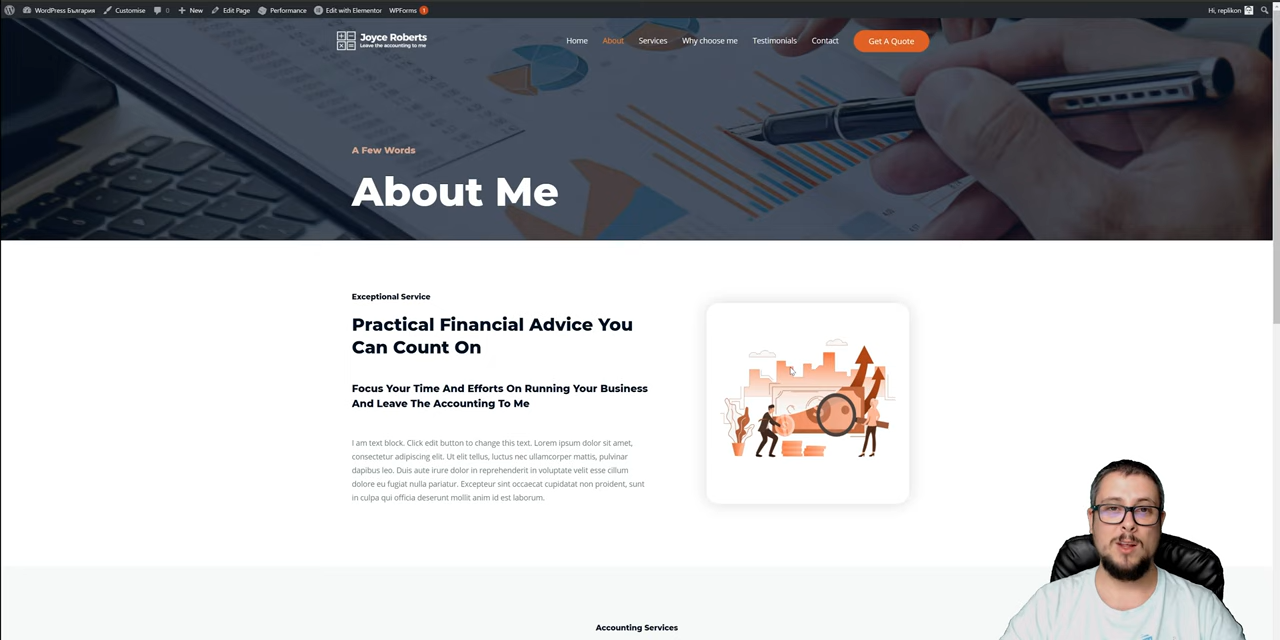 WordPress България Customise 0 New Edit Page Performance Edit with Elementor WPForms 1 Hi, replikon
Joyce Roberts
Leave the accounting to me
Home About Services Why choose me Testimonials Contact Get A Quote
A Few Words
About Me
Exceptional Service
Practical Financial Advice You
Can Count On
Focus Your Time And Efforts On Running Your Business
And Leave The Accounting To Me
I am text block. Click edit button to change this text. Lorem ipsum dolor sit amet,
consectetur adipiscing elit. Ut elit tellus, luctus nec ullamcorper mattis, pulvinar
dapibus leo. Duis aute irure dolor in reprehenderit in voluptate velit esse cillum
dolore eu fugiat nulla pariatur. Excepteur sint occaecat cupidatat non proident, sunt
in culpa qui officia deserunt mollit anim id est laborum.
Accounting Services